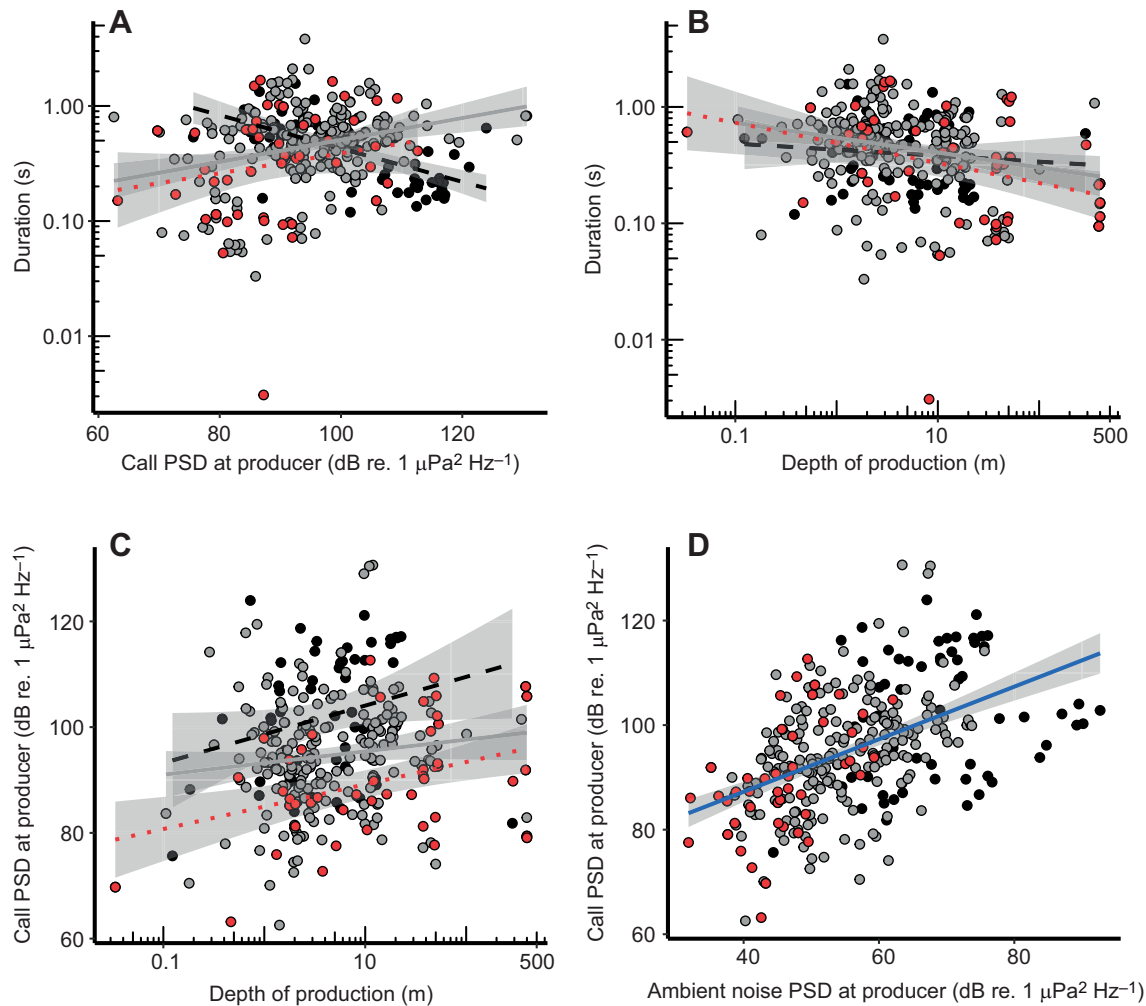 A
1.00
0.10
0.01
Duration (s)
60 80 100 120
Call PSD at producer (dB re. 1 μPa² Hz⁻¹)
B
1.00
0.10
0.01
Duration (s)
0.1 10 500
Depth of production (m)
C
120
100
80
60
Call PSD at producer (dB re. 1 μPa² Hz⁻¹)
0.1 10 500
Depth of production (m)
D
120
100
80
60
Call PSD at producer (dB re. 1 μPa² Hz⁻¹)
40 60 80
Ambient noise PSD at producer (dB re. 1 μPa² Hz⁻¹)